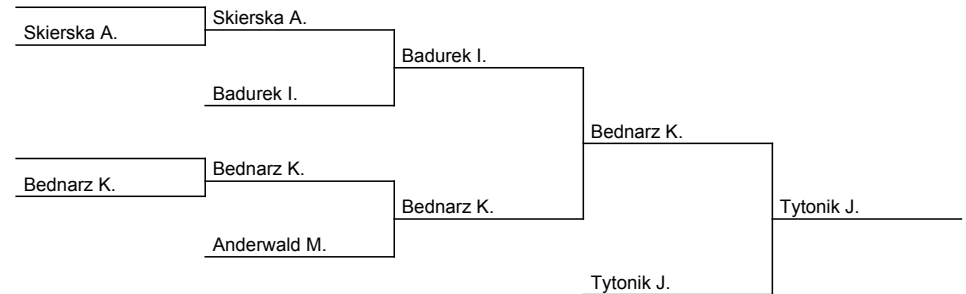 Skierska A.
Skierska A.
Badurek I.
Badurek I.
Bednarz K.
Bednarz K.
Bednarz K.
Bednarz K.
Tytonik J.
Anderwald M.
Tytonik J.